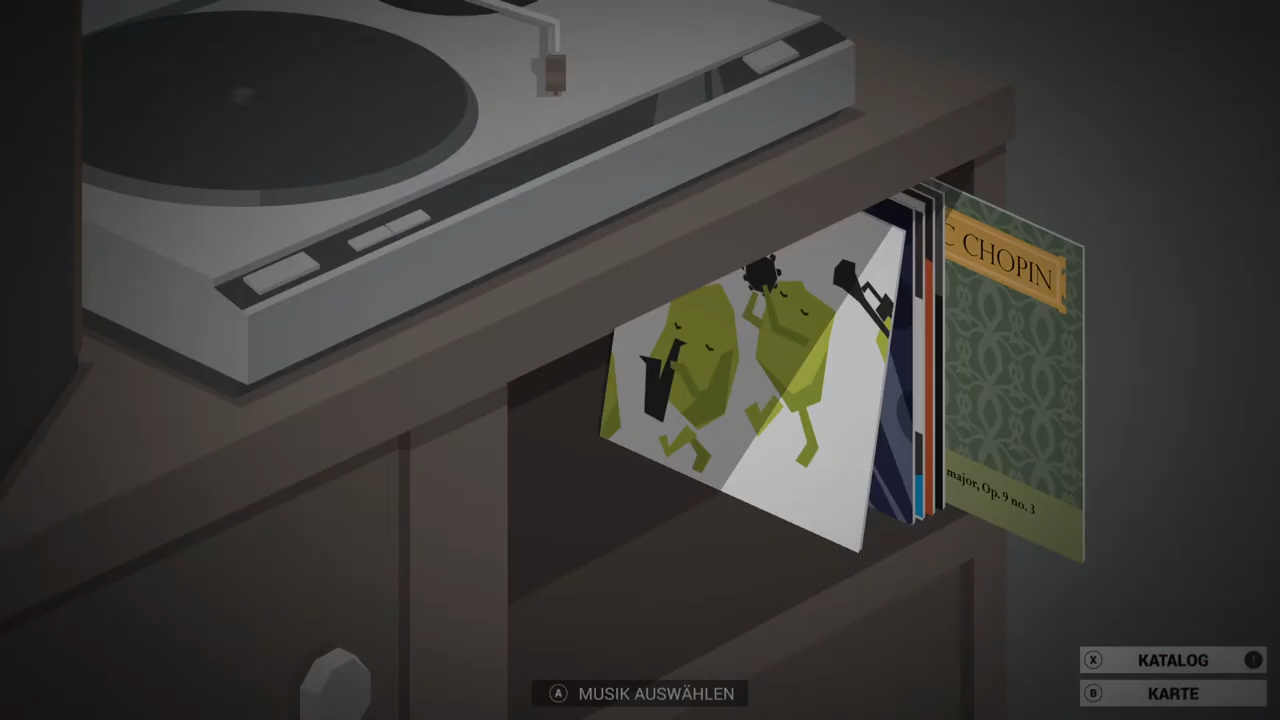 C CHOPIN
major, Op. 9 no. 3
X KATALOG !
B KARTE
A MUSIK AUSWÄHLEN